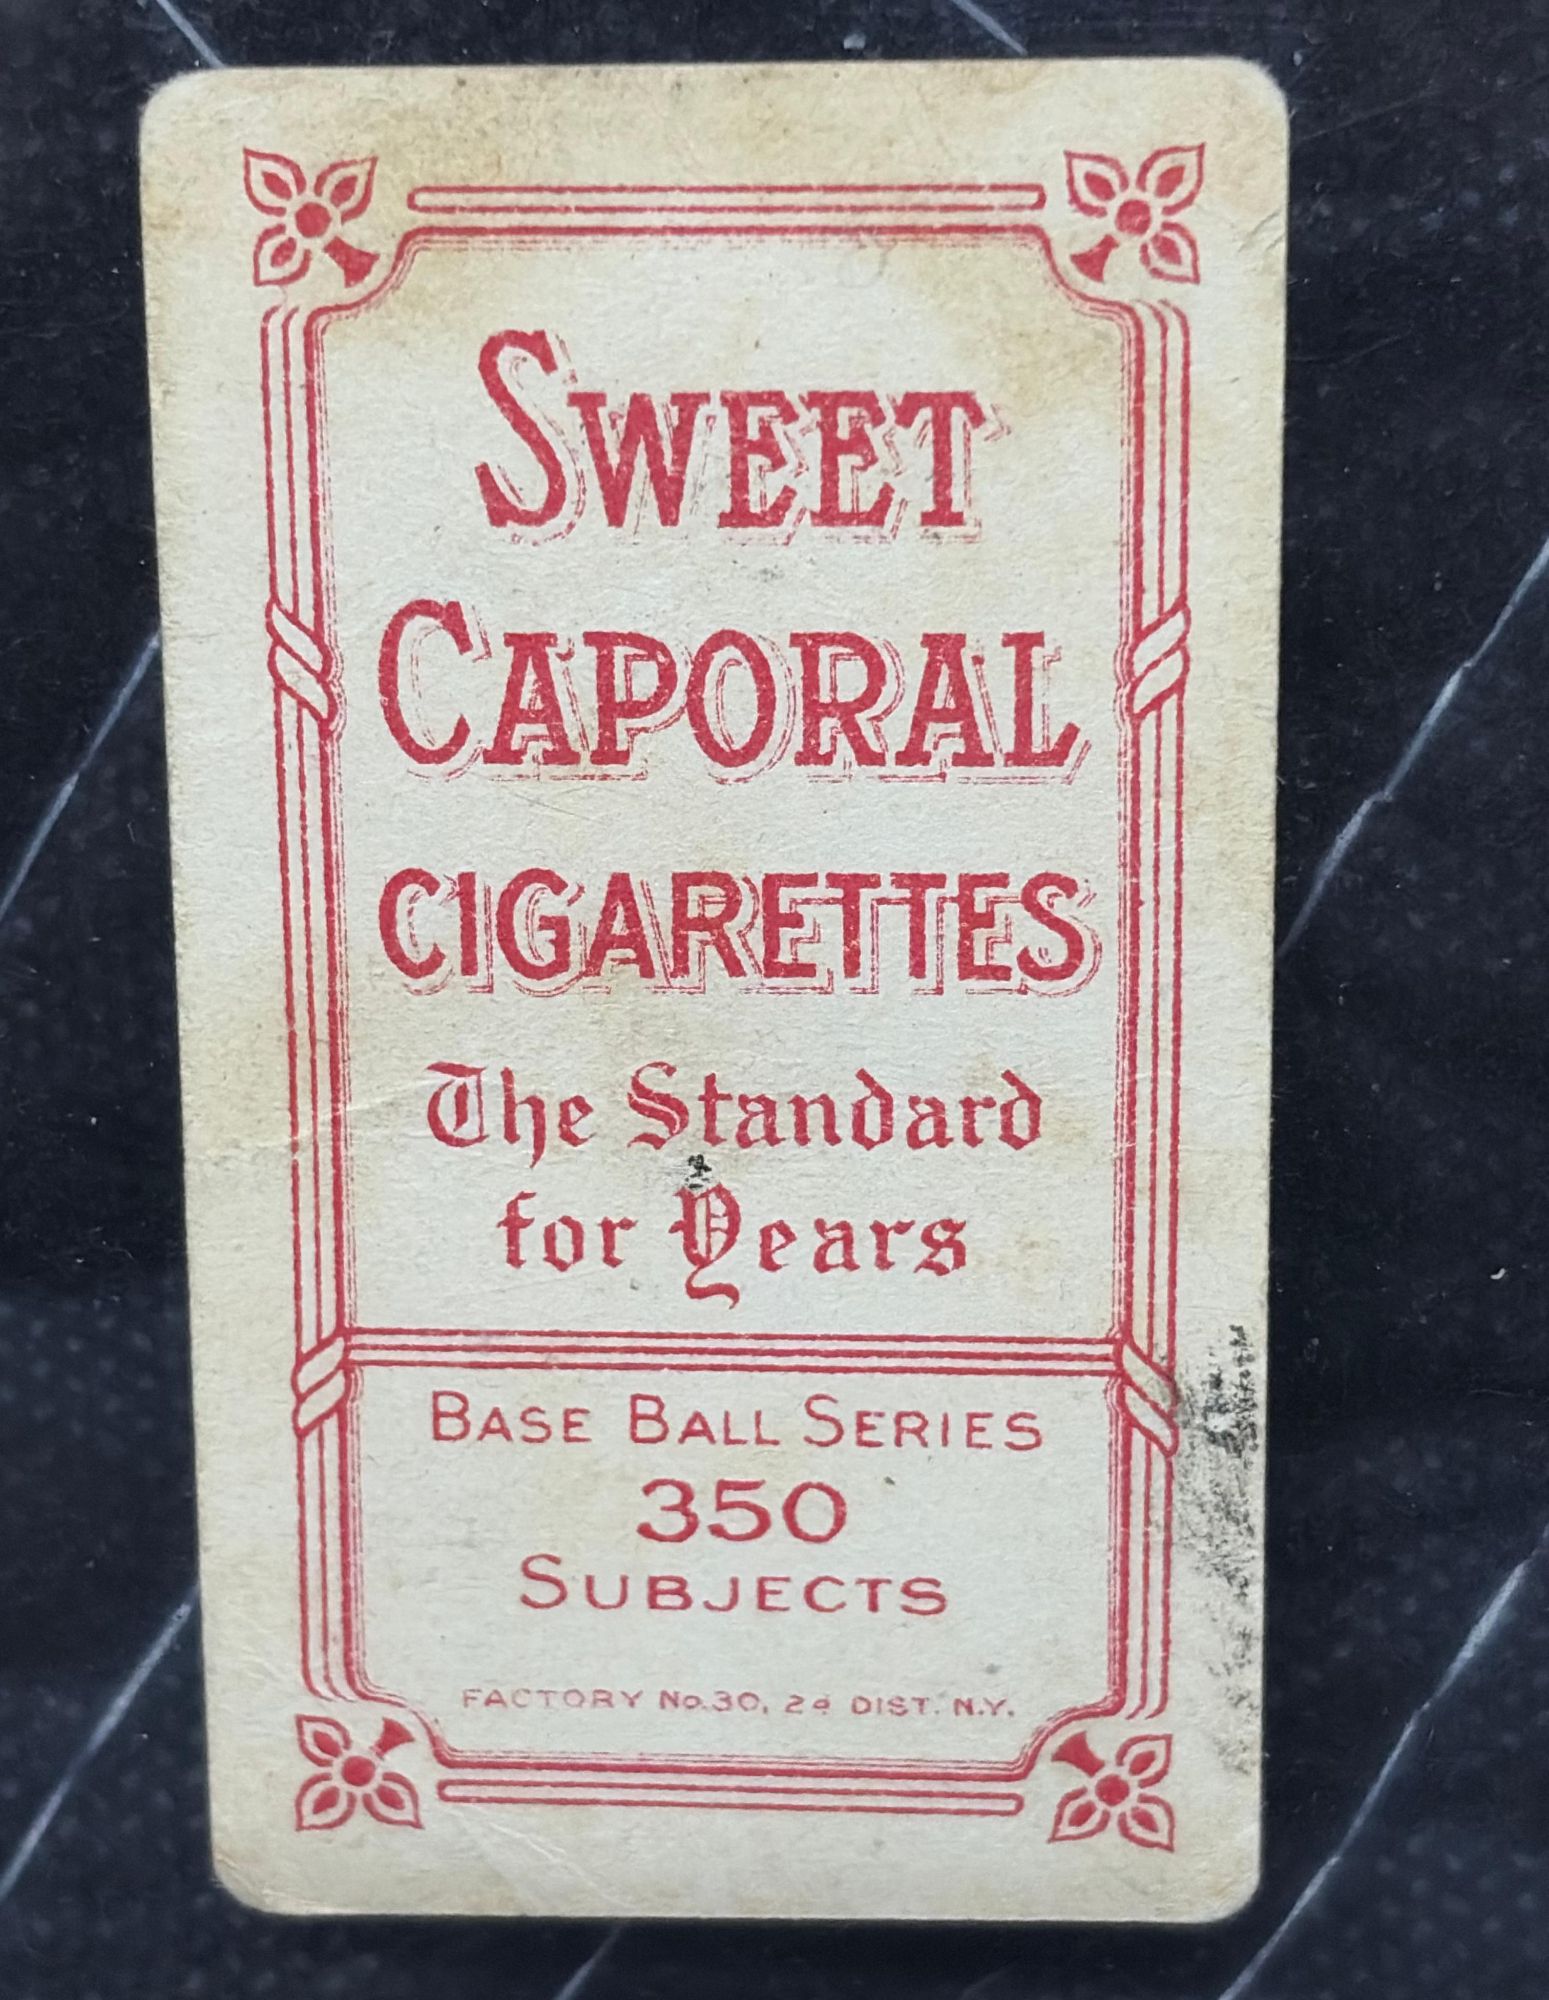 SWEET
CAPORAL
CIGARETTES
The Standard
for Years
BASE BALL SERIES
350
SUBJECTS
FACTORY No. 30, 2d DIST. N.Y.